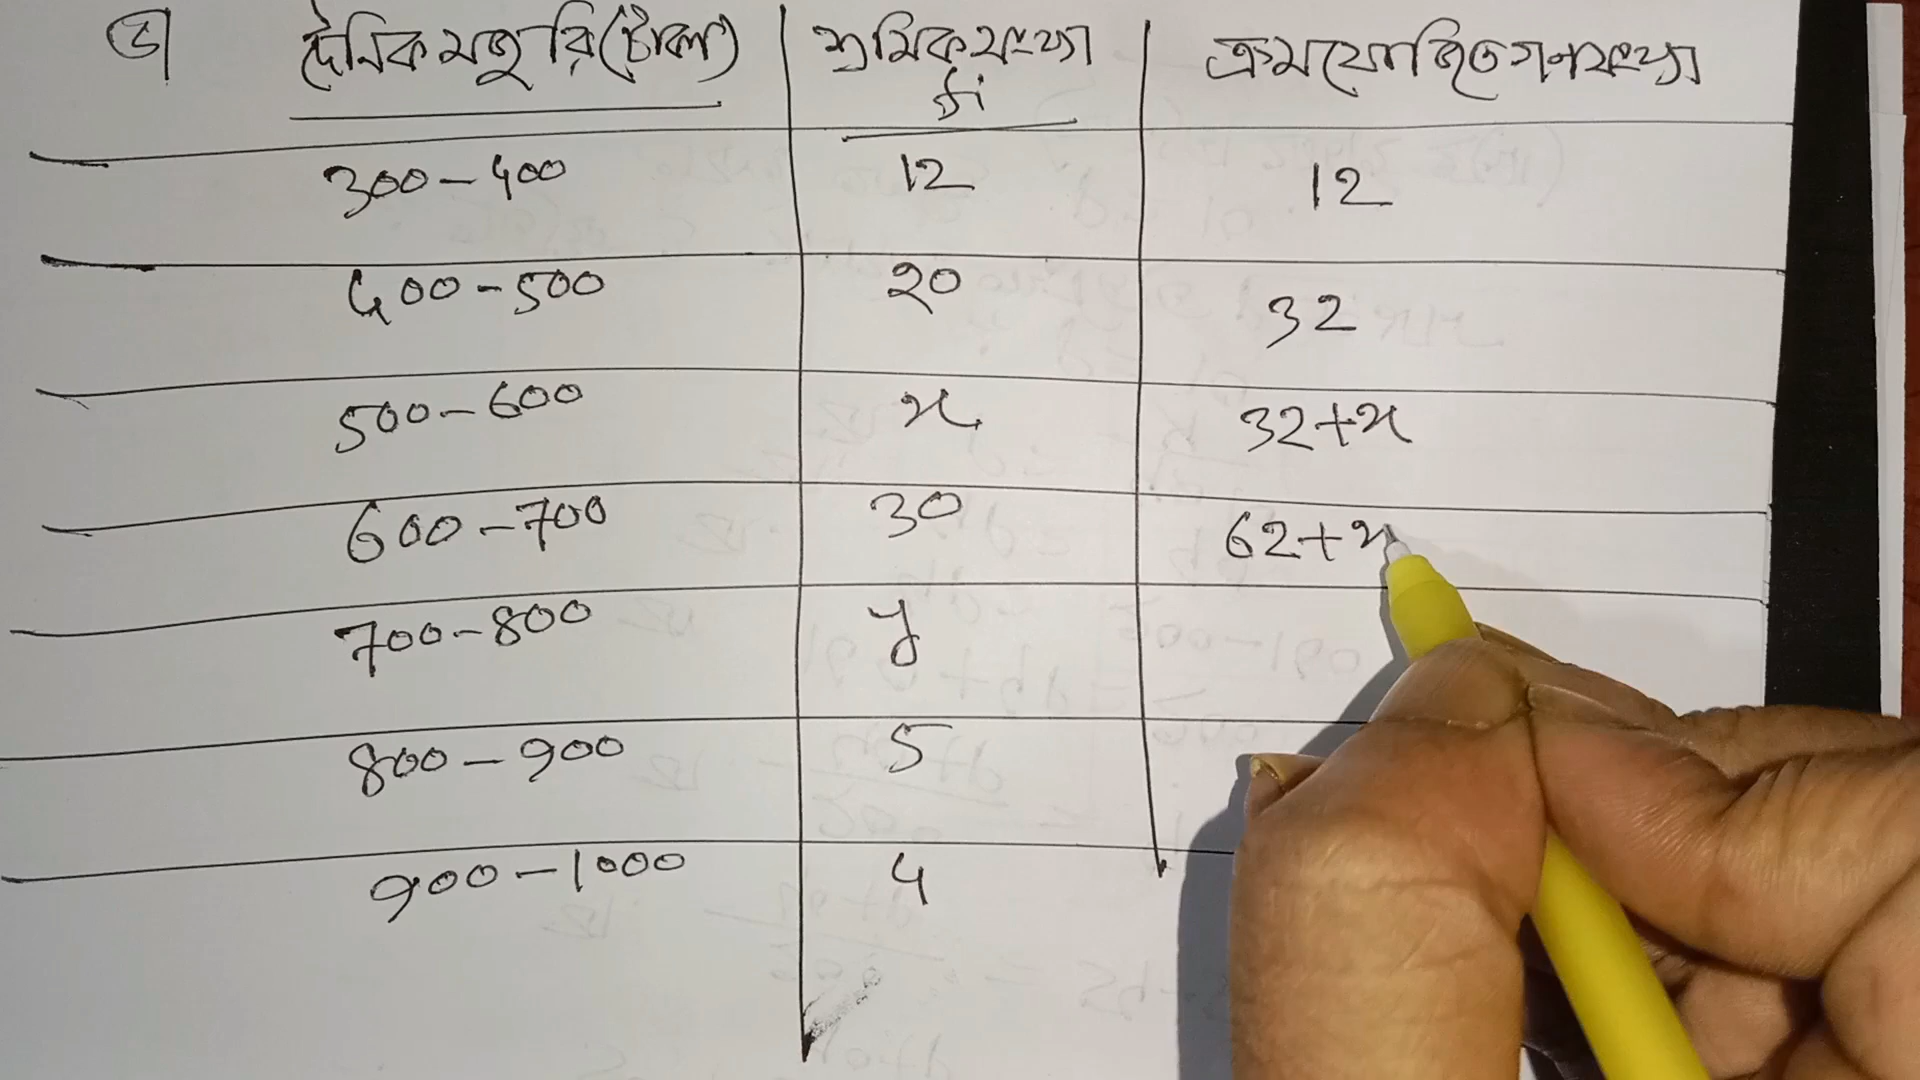 ডা দৈনিক মজুরি (টাকা) শ্রমিক সংখ্যা ক্রমযোজিত গনসংখ্যা
fi
300-400 12 12
400-500 20 32
500-600 x 32+x
600-700 30 62+x
700-800 y
800-900 5
900-1000 4